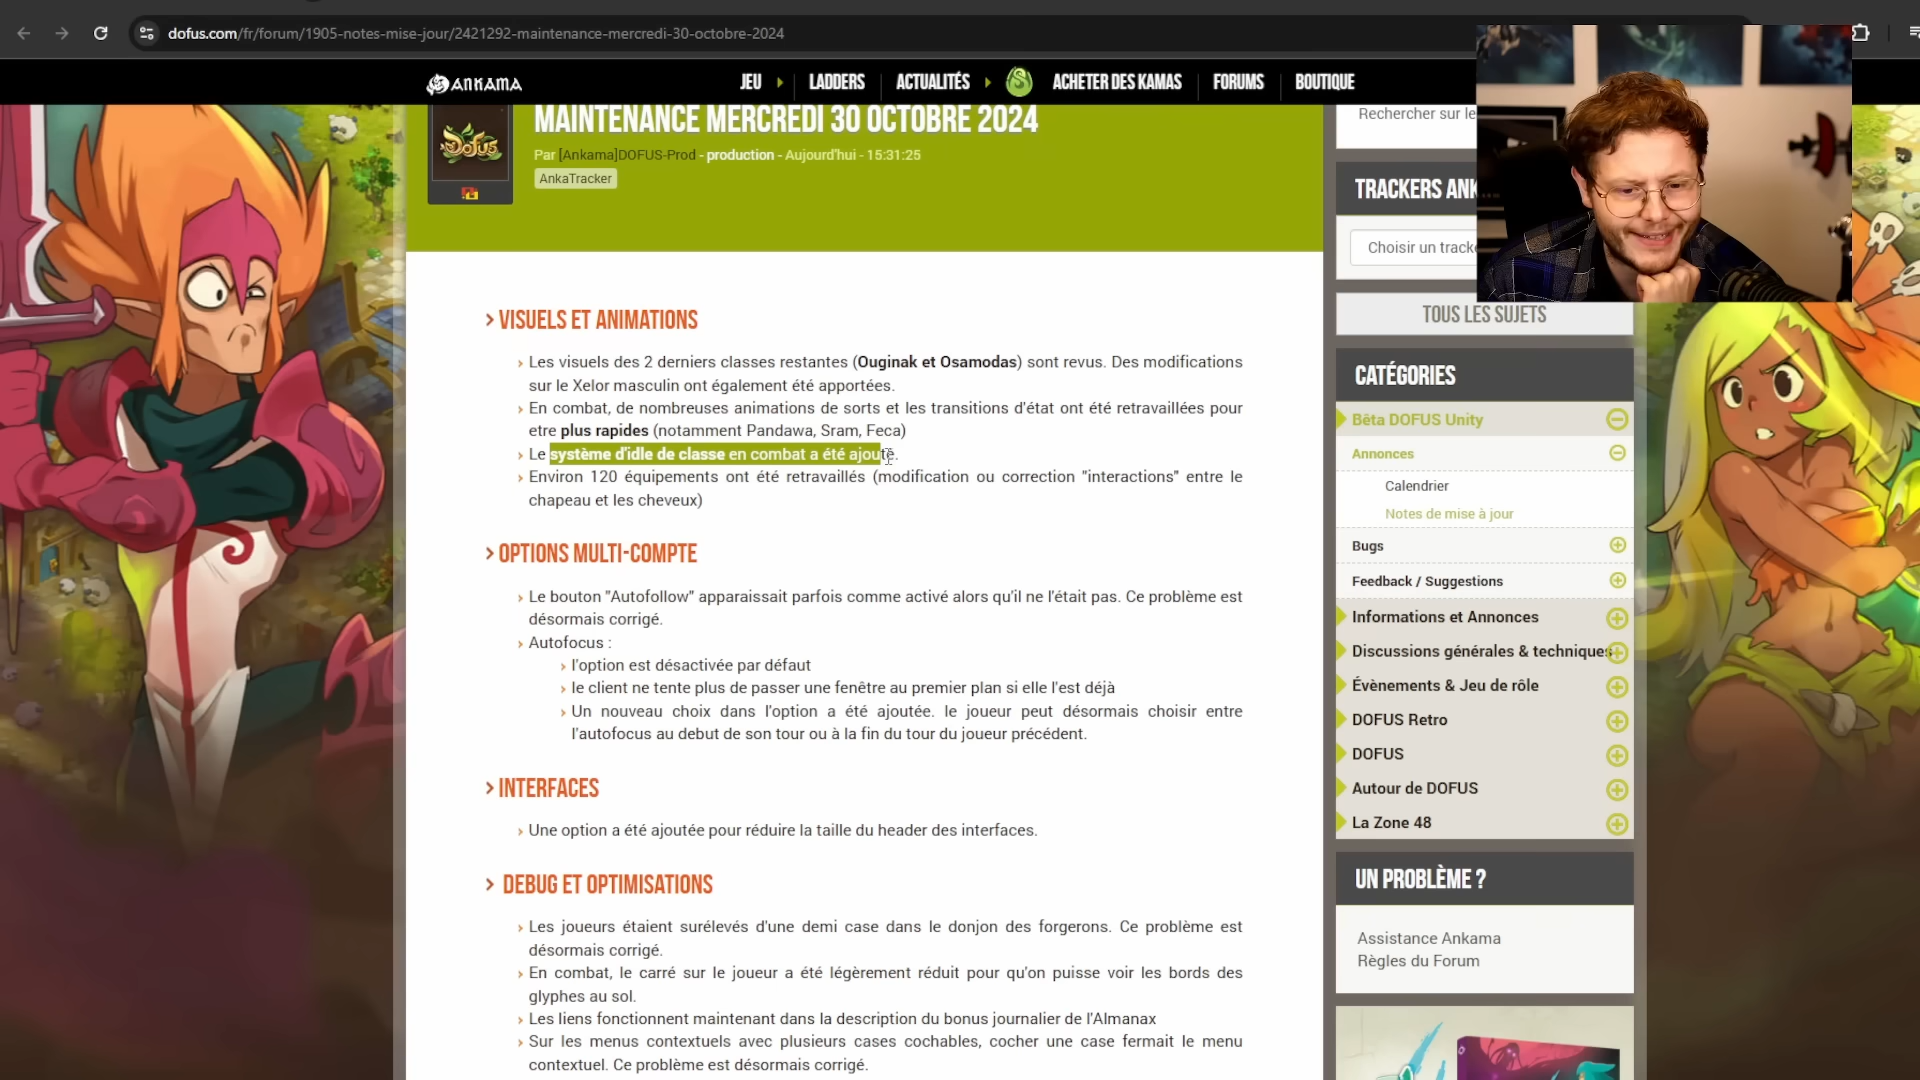 dofus.com/fr/forum/1905-notes-mise-jour/2421292-maintenance-mercredi-30-octobre-2024
ANKAMA
JEU
LADDERS
ACTUALITÉS
ACHETER DES KAMAS
FORUMS
BOUTIQUE
DOFUS
MAINTENANCE MERCREDI 30 OCTOBRE 2024
Par [Ankama]DOFUS-Prod - production - Aujourd'hui - 15:31:25
AnkaTracker
VISUELS ET ANIMATIONS
Les visuels des 2 derniers classes restantes (Ouginak et Osamodas) sont revus. Des modifications
sur le Xelor masculin ont également été apportées.
En combat, de nombreuses animations de sorts et les transitions d'état ont été retravaillées pour
etre plus rapides (notamment Pandawa, Sram, Feca)
Le système d'idle de classe en combat a été ajouté.
Environ 120 équipements ont été retravaillés (modification ou correction "interactions" entre le
chapeau et les cheveux)
OPTIONS MULTI-COMPTE
Le bouton "Autofollow" apparaissait parfois comme activé alors qu'il ne l'était pas. Ce problème est
désormais corrigé.
Autofocus :
l'option est désactivée par défaut
le client ne tente plus de passer une fenêtre au premier plan si elle l'est déjà
Un nouveau choix dans l'option a été ajoutée. le joueur peut désormais choisir entre
l'autofocus au debut de son tour ou à la fin du tour du joueur précédent.
INTERFACES
Une option a été ajoutée pour réduire la taille du header des interfaces.
DEBUG ET OPTIMISATIONS
Les joueurs étaient surélevés d'une demi case dans le donjon des forgerons. Ce problème est
désormais corrigé.
En combat, le carré sur le joueur a été légèrement réduit pour qu'on puisse voir les bords des
glyphes au sol.
Les liens fonctionnent maintenant dans la description du bonus journalier de l'Almanax
Sur les menus contextuels avec plusieurs cases cochables, cocher une case fermait le menu
contextuel. Ce problème est désormais corrigé.
Rechercher sur le
TRACKERS ANK
Choisir un tracke
TOUS LES SUJETS
CATÉGORIES
Bêta DOFUS Unity
Annonces
Calendrier
Notes de mise à jour
Bugs
Feedback / Suggestions
Informations et Annonces
Discussions générales & techniques
Évènements & Jeu de rôle
DOFUS Retro
DOFUS
Autour de DOFUS
La Zone 48
UN PROBLÈME ?
Assistance Ankama
Règles du Forum